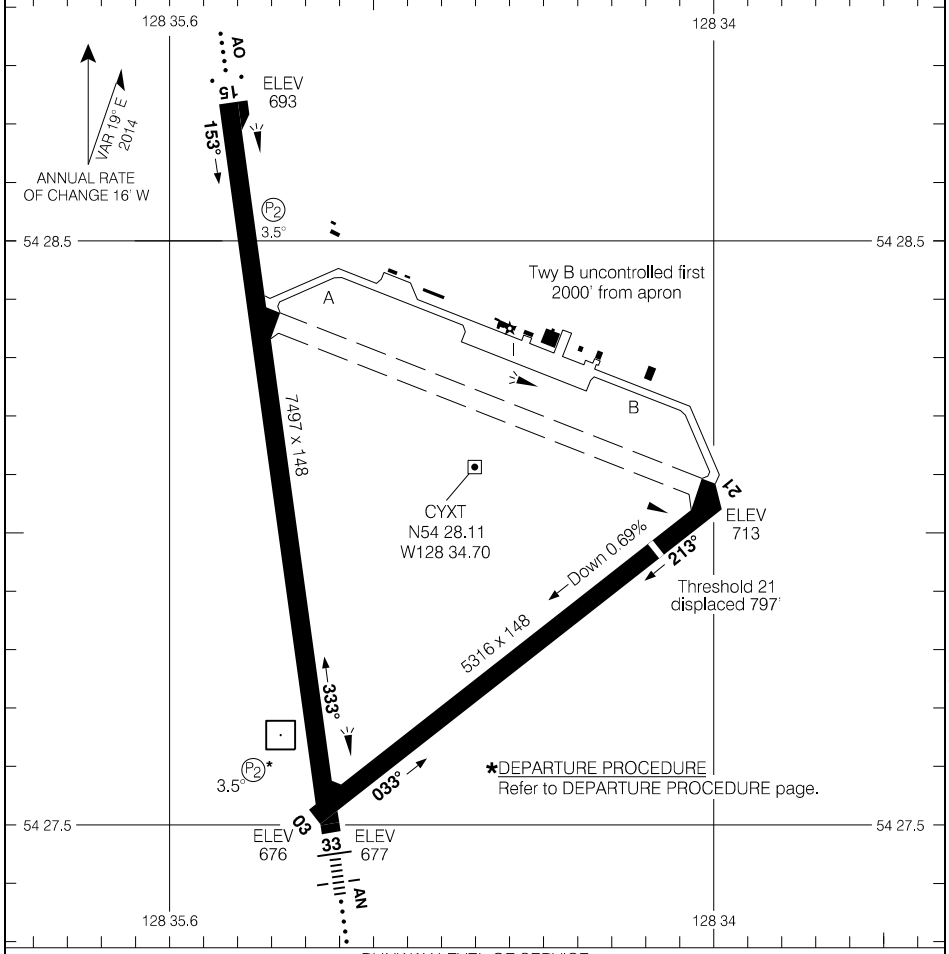 128 35.6
128 34
AO
15
ELEV
693
VAR 19° E
2014
ANNUAL RATE
OF CHANGE 16' W
153°
P2
3.5°
54 28.5
54 28.5
Twy B uncontrolled first
2000' from apron
A
B
7497 x 148
CYXT
N54 28.11
W128 34.70
21
ELEV
713
Down 0.69%
213°
Threshold 21
displaced 797'
5316 x 148
333°
P2*
3.5°
033°
*DEPARTURE PROCEDURE
Refer to DEPARTURE PROCEDURE page.
03
54 27.5
54 27.5
ELEV
676
33
ELEV
677
AN
128 35.6
128 34